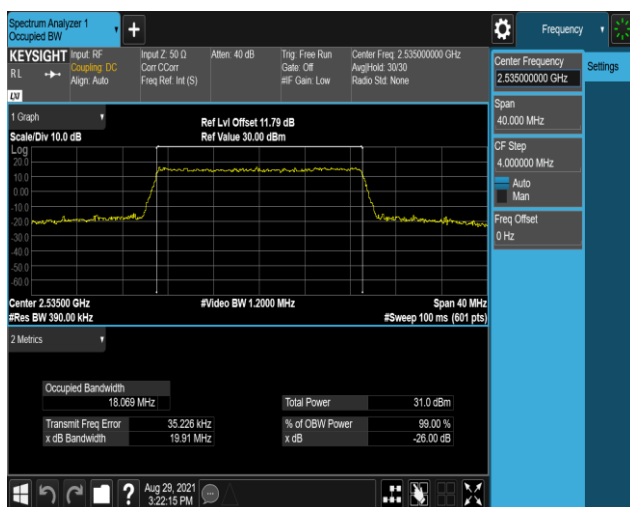 Spectrum Analyzer 1
Occupied BW
+
Frequency
KEYSIGHT
RL
LXI
Input: RF
Coupling: DC
Align: Auto
Input Z: 50 Ω
Corr CCorr
Freq Ref: Int (S)
Atten: 40 dB
Trig: Free Run
Gate: Off
#IF Gain: Low
Center Freq: 2.535000000 GHz
Avg|Hold: 30/30
Radio Std: None
Center Frequency
2.535000000 GHz
Settings
Span
40.000 MHz
CF Step
4.000000 MHz
Auto
Man
Freq Offset
0 Hz
1 Graph
Scale/Div 10.0 dB
Ref Lvl Offset 11.79 dB
Ref Value 30.00 dBm
Log
20.0
10.0
0.00
-10.0
-20.0
-30.0
-40.0
-50.0
-60.0
Center 2.53500 GHz
#Video BW 1.2000 MHz
Span 40 MHz
#Res BW 390.00 kHz
#Sweep 100 ms (601 pts)
2 Metrics
Occupied Bandwidth
18.069 MHz
Total Power 31.0 dBm
Transmit Freq Error 35.226 kHz
% of OBW Power 99.00 %
x dB Bandwidth 19.91 MHz
x dB -26.00 dB
?
Aug 29, 2021
3:22:15 PM